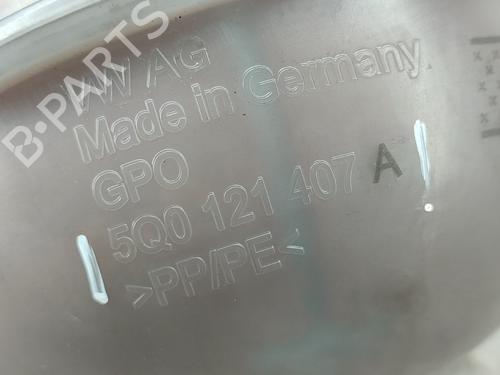 B-PARTS
VW AG
Made in Germany
GPO
5Q0 121 407 A
>PP/PE<